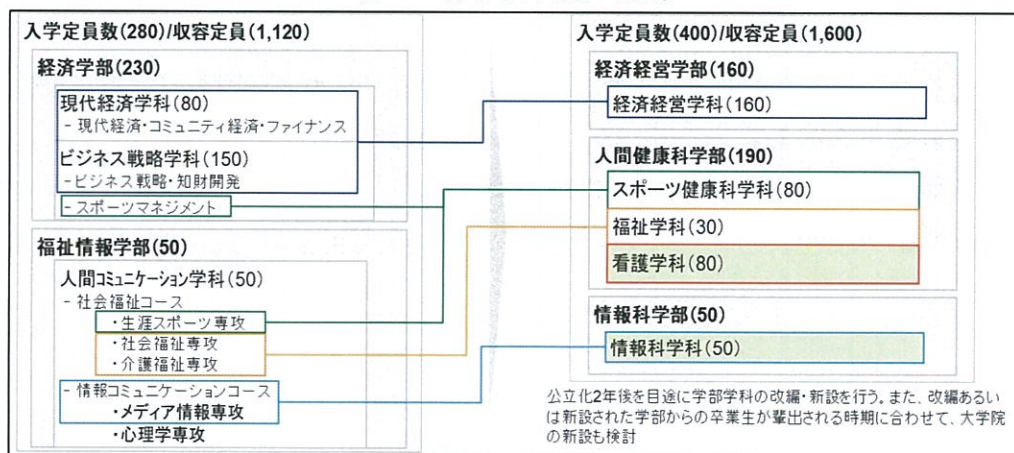 入学定員数(280)/収容定員(1,120)
経済学部(230)
現代経済学科(80)
- 現代経済・コミュニティ経済・ファイナンス
ビジネス戦略学科(150)
-ビジネス戦略・知財開発
-スポーツマネジメント
福祉情報学部(50)
人間コミュニケーション学科(50)
- 社会福祉コース
・生涯スポーツ専攻
・社会福祉専攻
・介護福祉専攻
- 情報コミュニケーションコース
・メディア情報専攻
・心理学専攻
入学定員数(400)/収容定員(1,600)
経済経営学部(160)
経済経営学科(160)
人間健康科学部(190)
スポーツ健康科学科(80)
福祉学科(30)
看護学科(80)
情報科学部(50)
情報科学科(50)
公立化2年後を目途に学部学科の改編・新設を行う。また、改編あるい
は新設された学部からの卒業生が輩出される時期に合わせて、大学院
の新設も検討